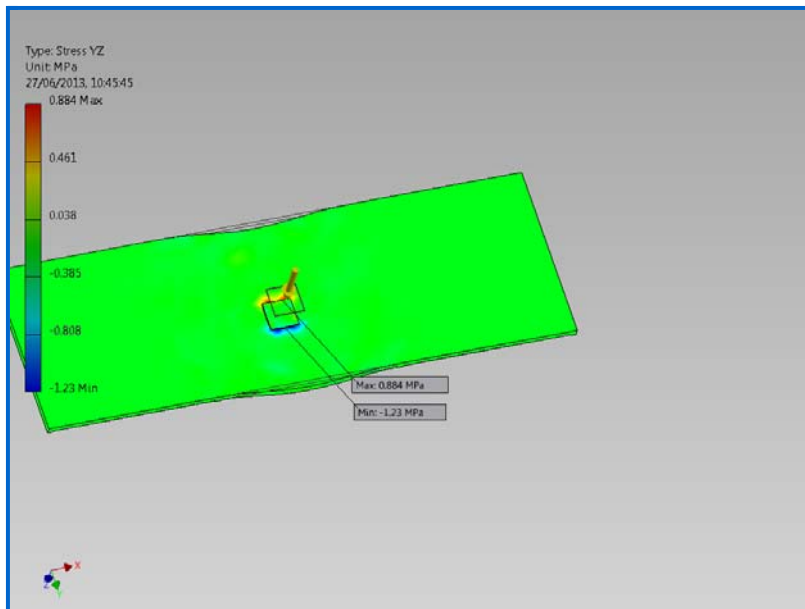 Type: Stress YZ
Unit: MPa
27/06/2013, 10:45:45
0.884 Max
0.461
0.038
-0.385
-0.808
-1.23 Min
Max: 0.884 MPa
Min: -1.23 MPa
X
Z
Y